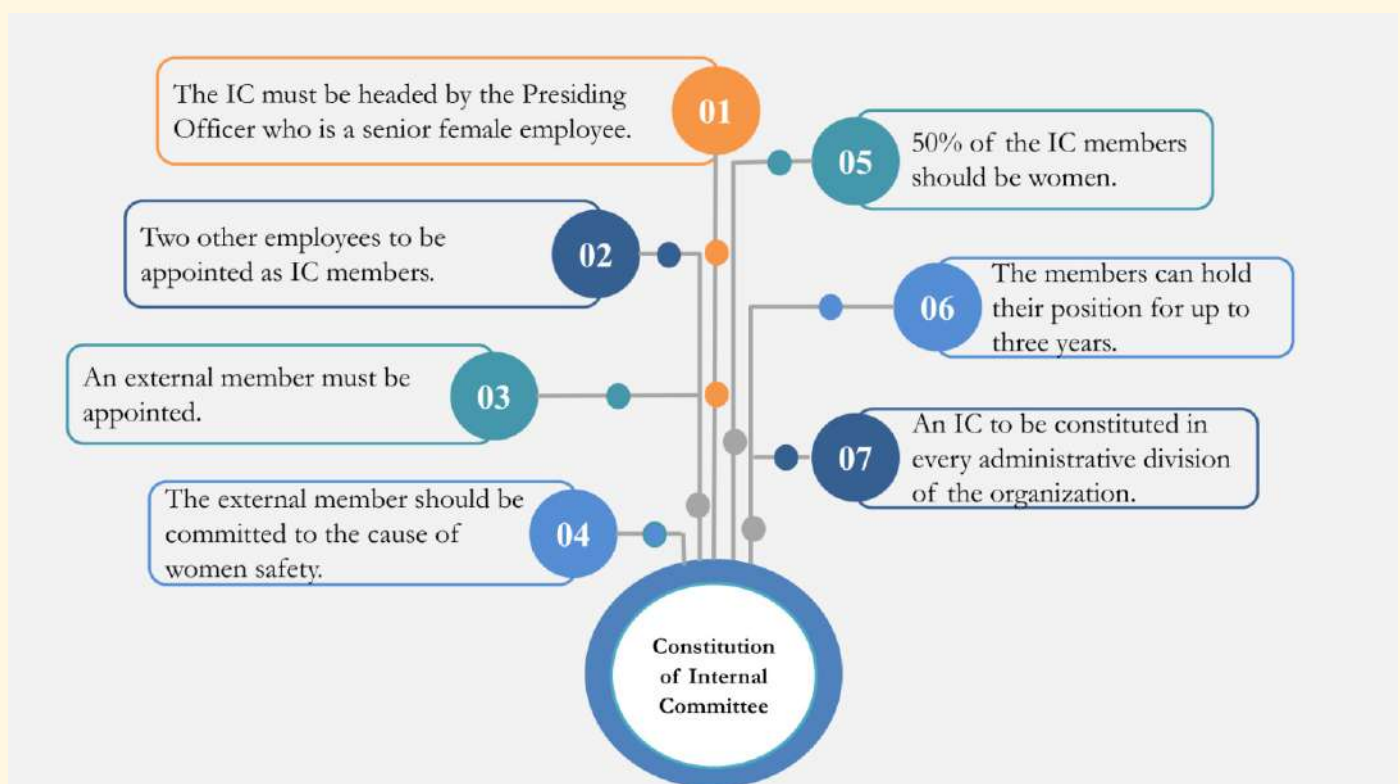 01
The IC must be headed by the Presiding
Officer who is a senior female employee.
02
Two other employees to be
appointed as IC members.
03
An external member must be
appointed.
04
The external member should be
committed to the cause of
women safety.
05
50% of the IC members
should be women.
06
The members can hold
their position for up to
three years.
07
An IC to be constituted in
every administrative division
of the organization.
Constitution
of Internal
Committee